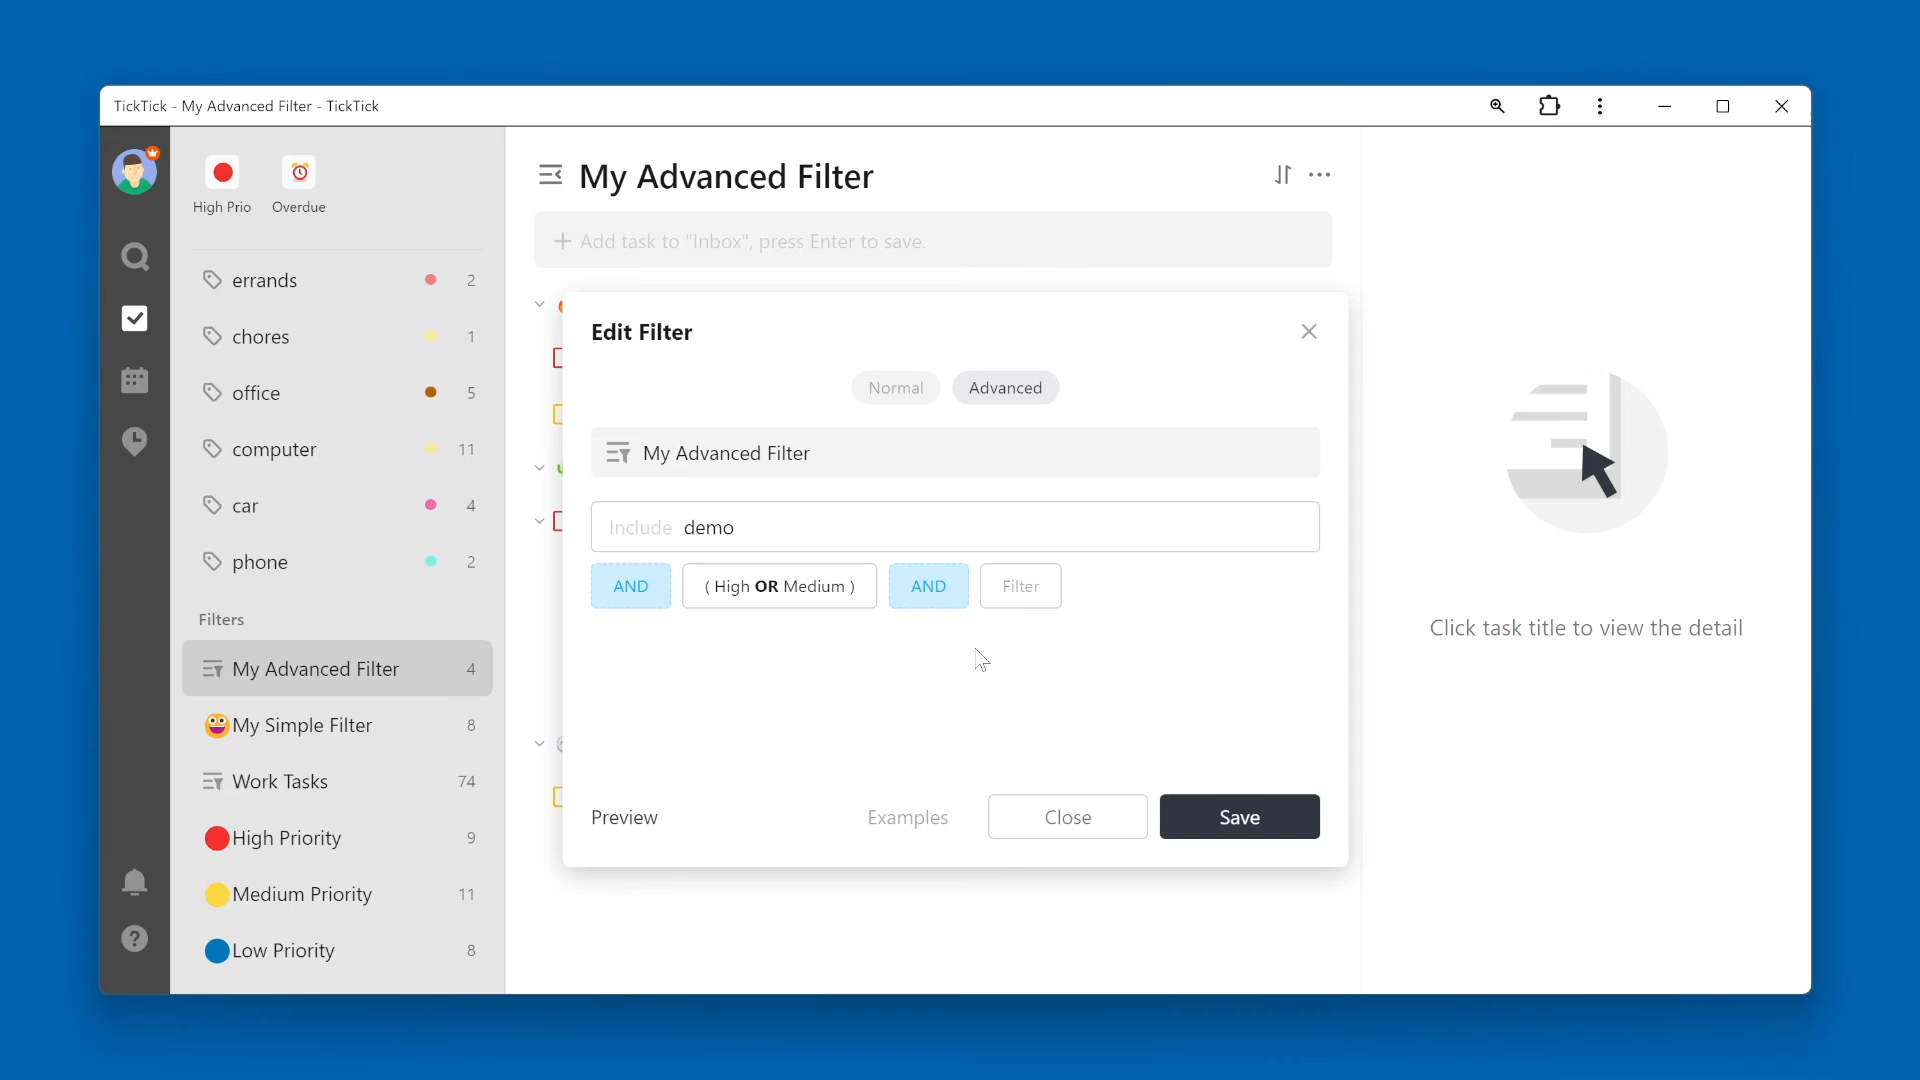 TickTick - My Advanced Filter - TickTick
High Prio
Overdue
errands 2
chores 1
office 5
computer 11
car 4
phone 2
Filters
My Advanced Filter 4
My Simple Filter 8
Work Tasks 74
High Priority 9
Medium Priority 11
Low Priority 8
My Advanced Filter
Add task to "Inbox", press Enter to save.
Edit Filter
Normal Advanced
My Advanced Filter
Include demo
AND ( High OR Medium ) AND Filter
Preview Examples Close Save
Click task title to view the detail